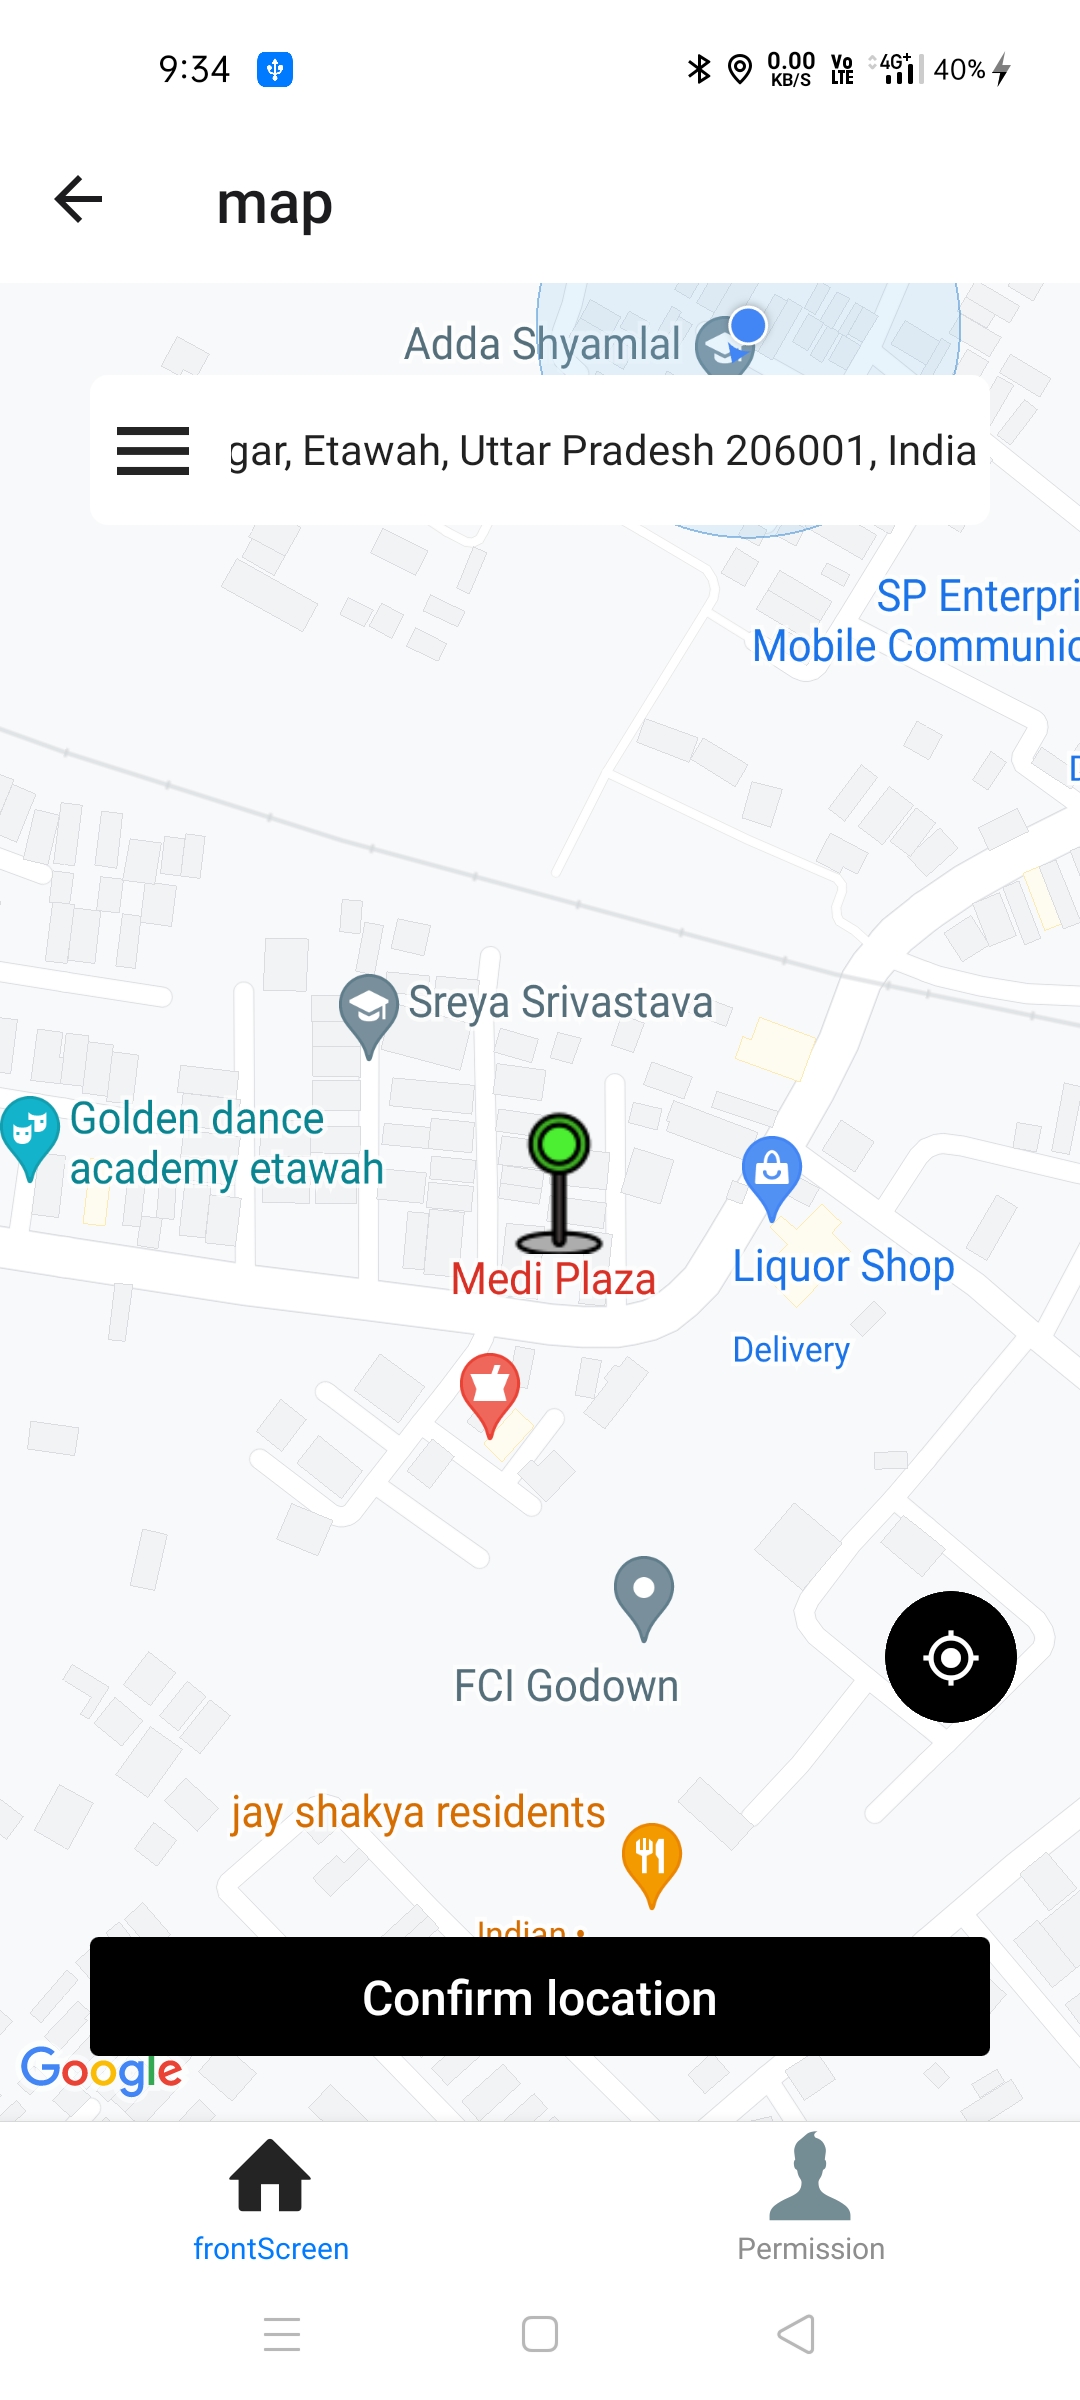 9:34
0.00
KB/S
Vo
LTE
4G+
40%
map
Adda Shyamlal
gar, Etawah, Uttar Pradesh 206001, India
SP Enterpri
Mobile Communic
D
Sreya Srivastava
Golden dance
academy etawah
Medi Plaza
Liquor Shop
Delivery
FCI Godown
jay shakya residents
Indian •
Confirm location
Google
frontScreen
Permission